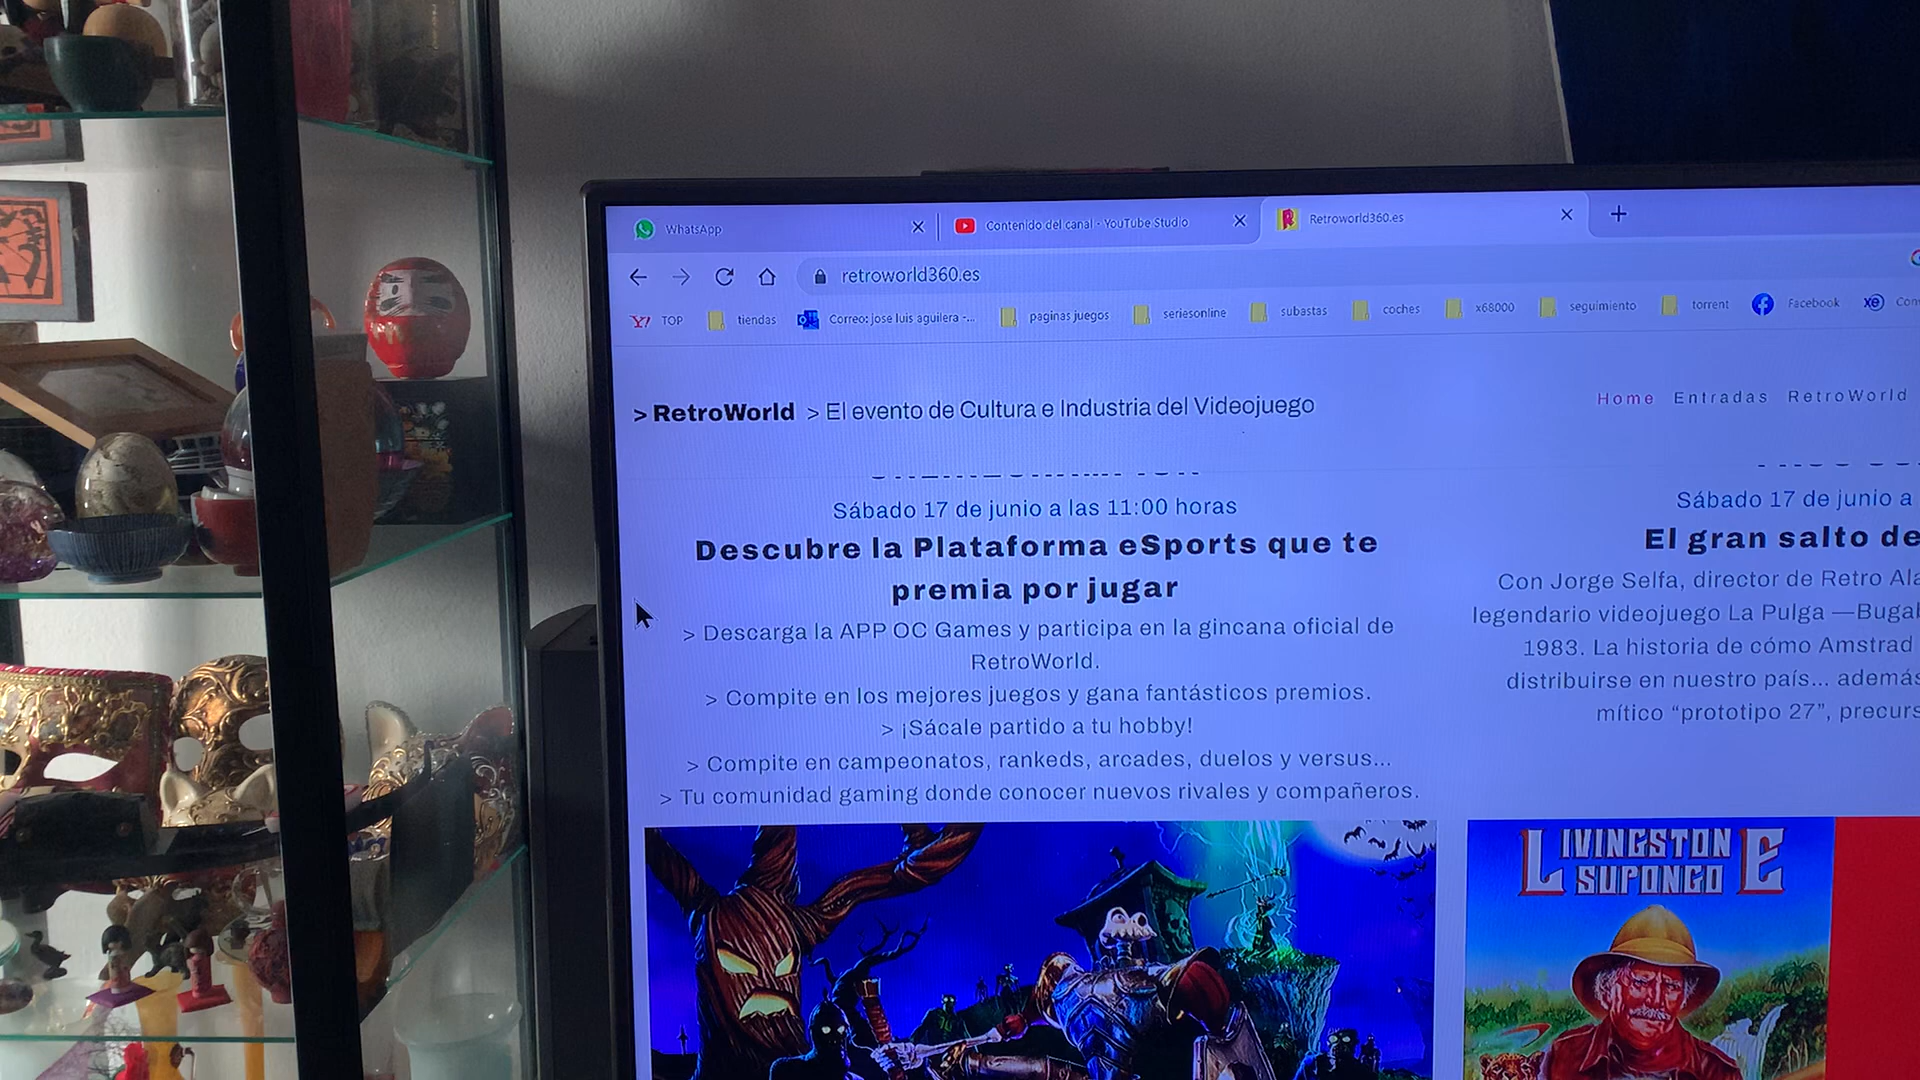 WhatsApp
Contenido del canal - YouTube Studio
Retroworld360.es
retroworld360.es
TOP
tiendas
Correo: jose luis aguilera -...
paginas juegos
seriesonline
subastas
coches
x68000
seguimiento
torrent
Facebook
> RetroWorld > El evento de Cultura e Industria del Videojuego
Home Entradas RetroWorld
Sábado 17 de junio a las 11:00 horas
Descubre la Plataforma eSports que te
premia por jugar
> Descarga la APP OC Games y participa en la gincana oficial de
RetroWorld.
> Compite en los mejores juegos y gana fantásticos premios.
> ¡Sácale partido a tu hobby!
> Compite en campeonatos, rankeds, arcades, duelos y versus...
> Tu comunidad gaming donde conocer nuevos rivales y compañeros.
Sábado 17 de junio a
El gran salto de
Con Jorge Selfa, director de Retro
legendario videojuego La Pulga —
1983. La historia de cómo Amstrad
distribuirse en nuestro país... además
mítico “prototipo 27”,
LIVINGSTON
SUPONGO